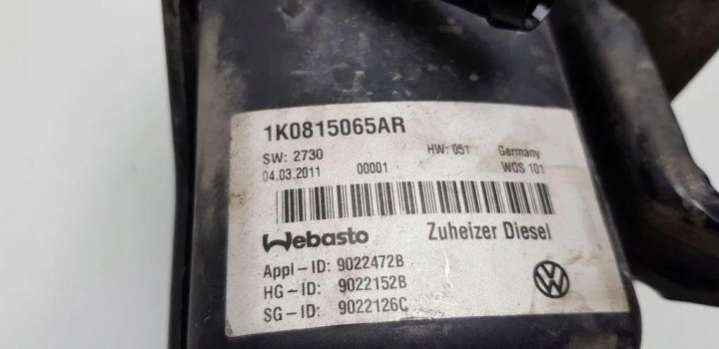 1K0815065AR
SW: 2730 HW: 051 Germany
04.03.2011 00001 WQS 101
Webasto Zuheizer Diesel
Appl-ID: 9022472B
HG-ID: 9022152B
SG-ID: 9022126C